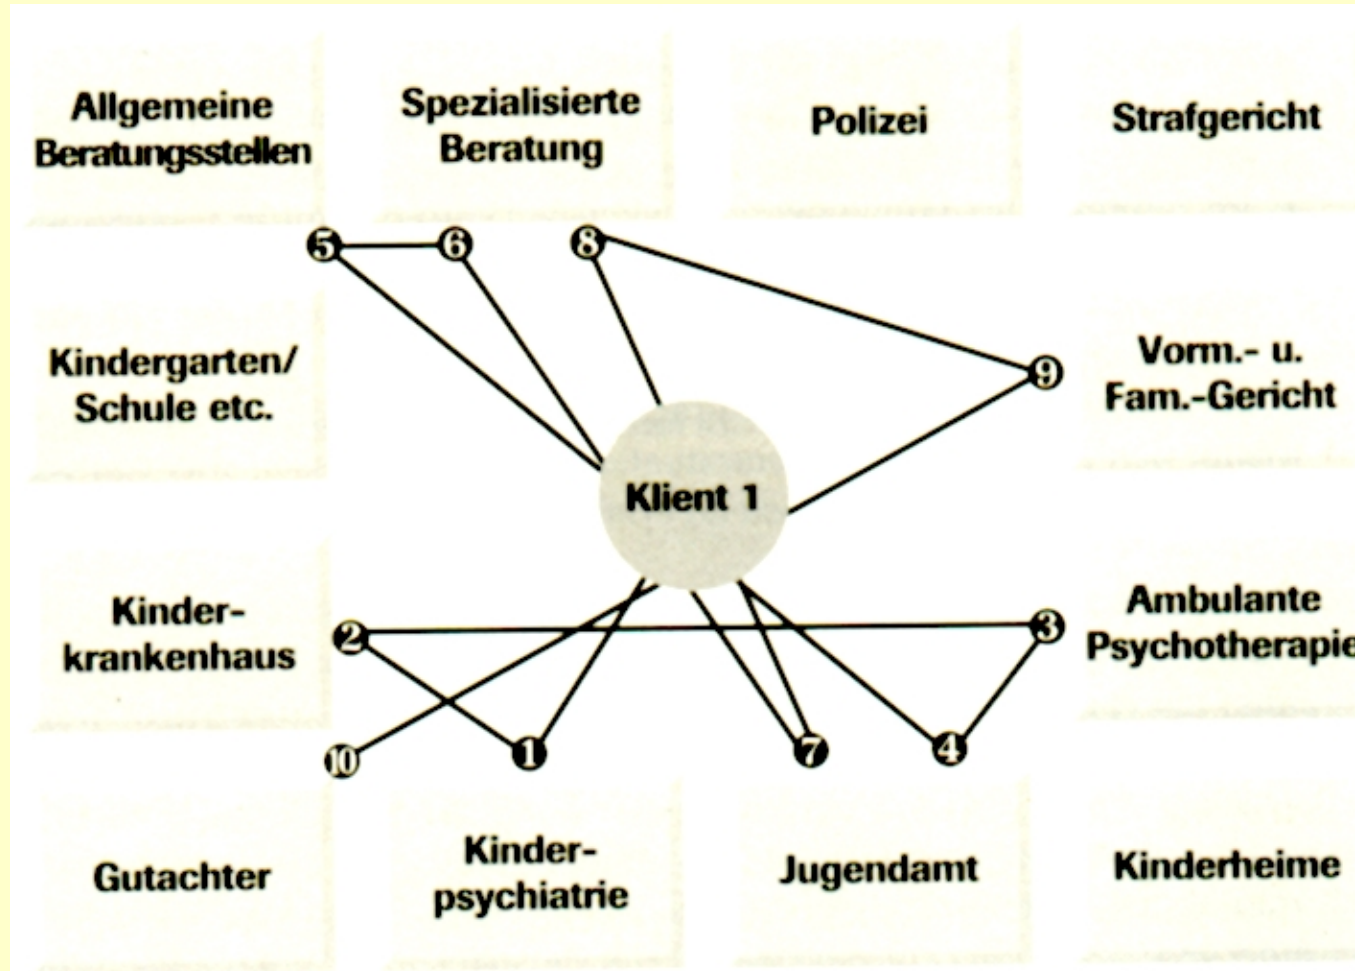 Allgemeine
Beratungsstellen
Spezialisierte
Beratung
Polizei
Strafgericht
5
6
8
Kindergarten/
Schule etc.
9
Vorm.- u.
Fam.-Gericht
Klient 1
Kinder-
krankenhaus
2
3
Ambulante
Psychotherapie
10
1
7
4
Gutachter
Kinder-
psychiatrie
Jugendamt
Kinderheime